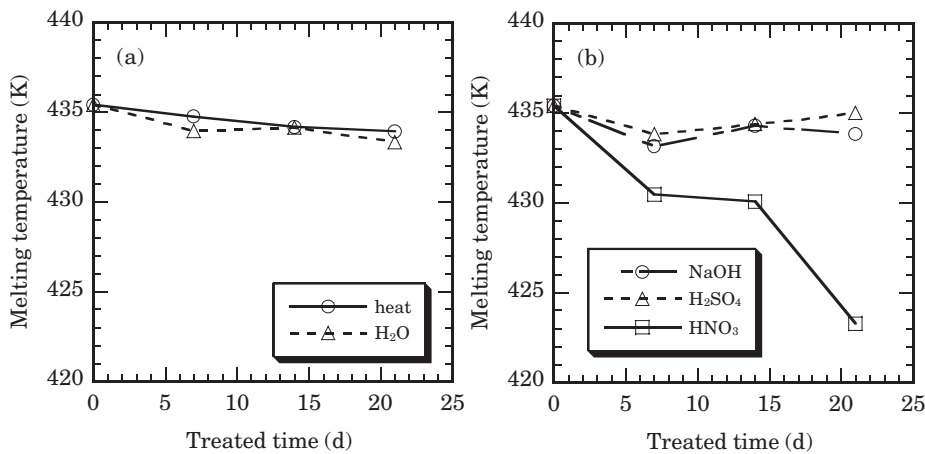 (a)
440
435
430
425
420
Melting temperature (K)
heat
H₂O
0 5 10 15 20 25
Treated time (d)
(b)
440
435
430
425
420
Melting temperature (K)
NaOH
H₂SO₄
HNO₃
0 5 10 15 20 25
Treated time (d)